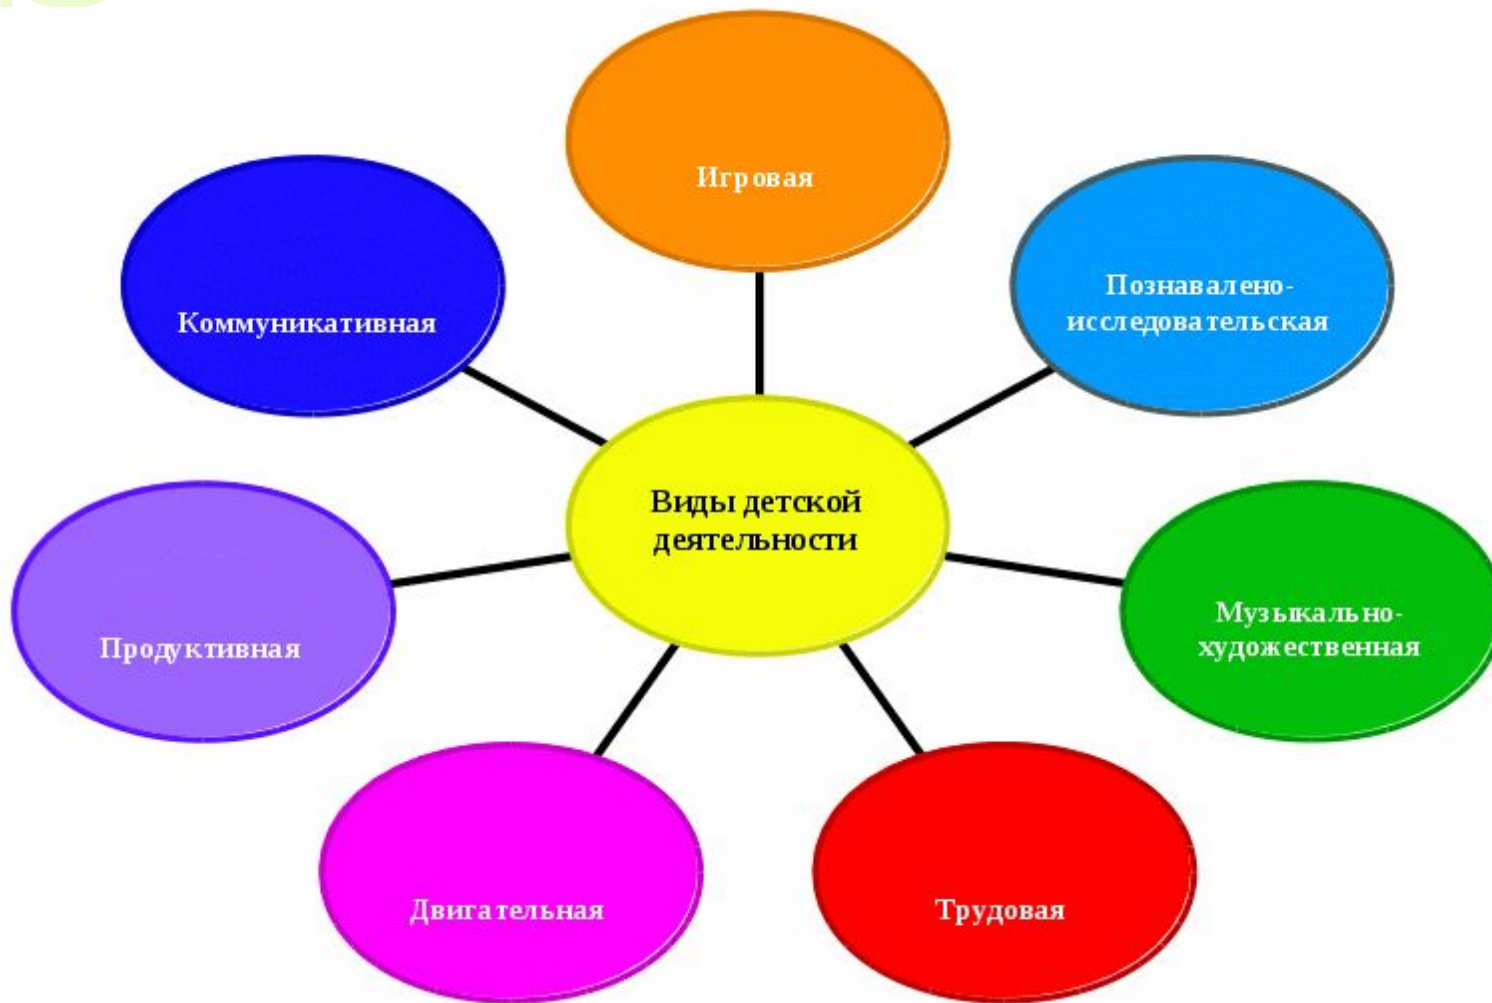 Игровая
Коммуникативная
Познавалено-
исследовательская
Виды детской
деятельности
Продуктивная
Музыкально-
художественная
Двигательная
Трудовая